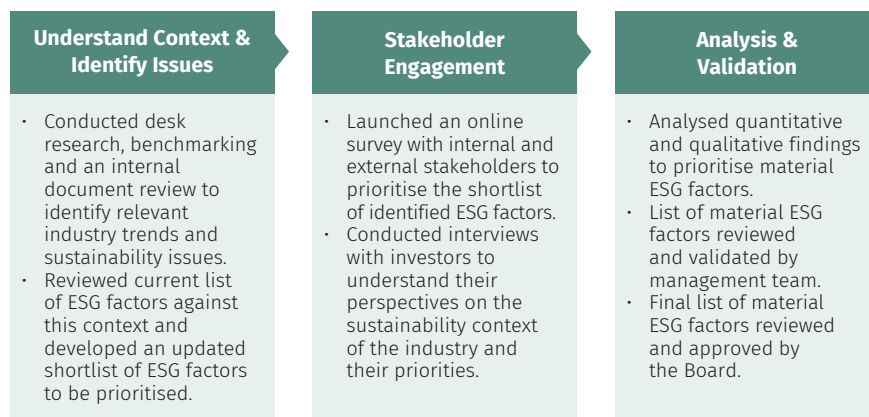 Understand Context &
Identify Issues
• Conducted desk
research, benchmarking
and an internal
document review to
identify relevant
industry trends and
sustainability issues.
• Reviewed current list
of ESG factors against
this context and
developed an updated
shortlist of ESG factors
to be prioritised.
Stakeholder
Engagement
• Launched an online
survey with internal and
external stakeholders to
prioritise the shortlist
of identified ESG factors.
• Conducted interviews
with investors to
understand their
perspectives on the
sustainability context
of the industry and
their priorities.
Analysis &
Validation
• Analysed quantitative
and qualitative findings
to prioritise material
ESG factors.
• List of material ESG
factors reviewed
and validated by
management team.
• Final list of material
ESG factors reviewed
and approved by
the Board.